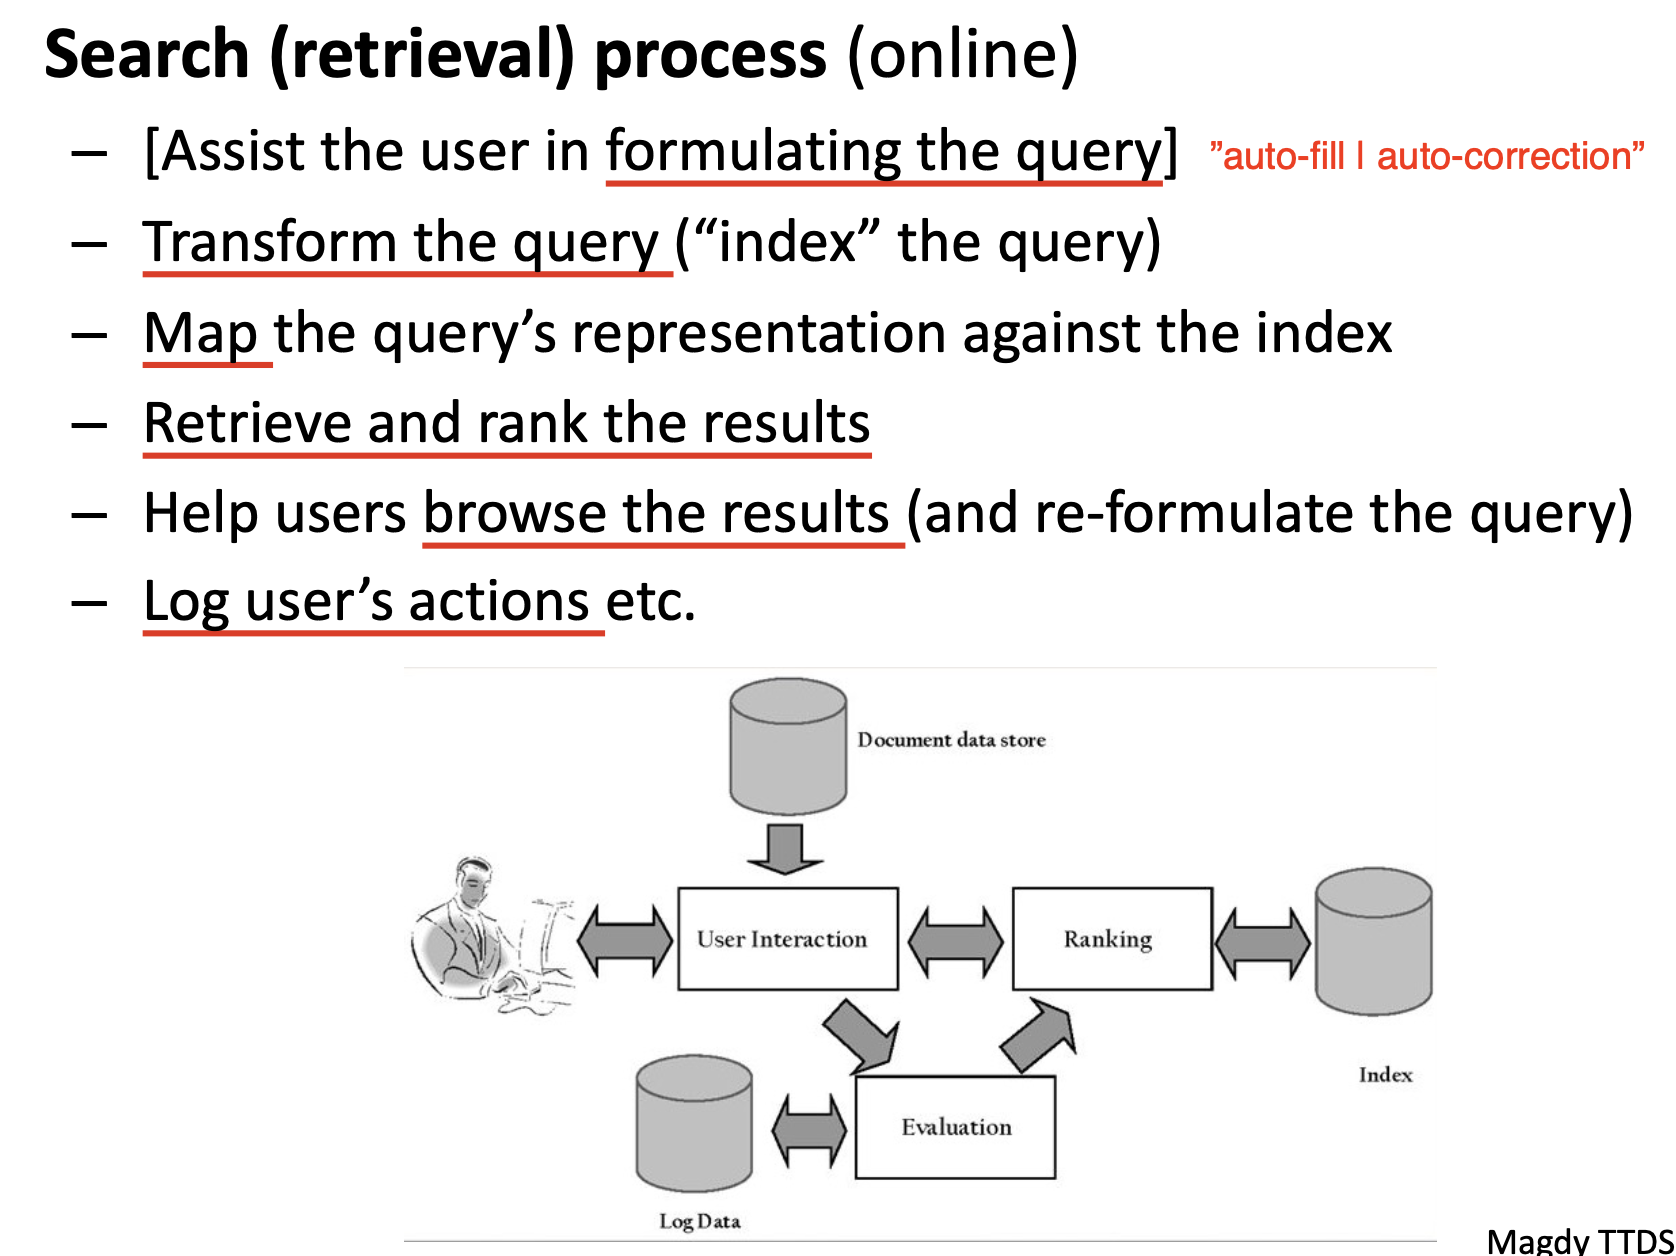 Search (retrieval) process (online)
– [Assist the user in formulating the query] ”auto-fill | auto-correction”
– Transform the query (“index” the query)
– Map the query’s representation against the index
– Retrieve and rank the results
– Help users browse the results (and re-formulate the query)
– Log user’s actions etc.
Document data store
User Interaction
Ranking
Index
Evaluation
Log Data
Magdy TTDS